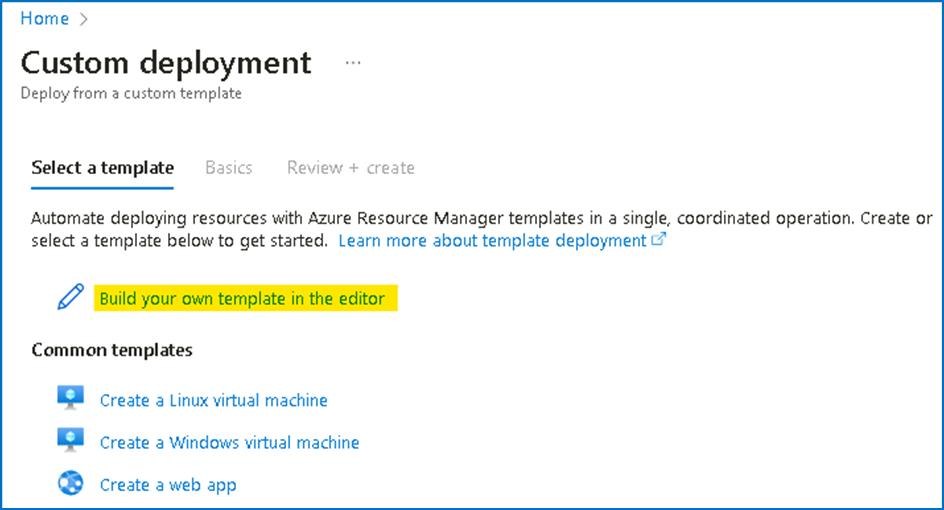 Home >
Custom deployment ...
Deploy from a custom template
Select a template Basics Review + create
Automate deploying resources with Azure Resource Manager templates in a single, coordinated operation. Create or
select a template below to get started. Learn more about template deployment
Build your own template in the editor
Common templates
Create a Linux virtual machine
Create a Windows virtual machine
Create a web app